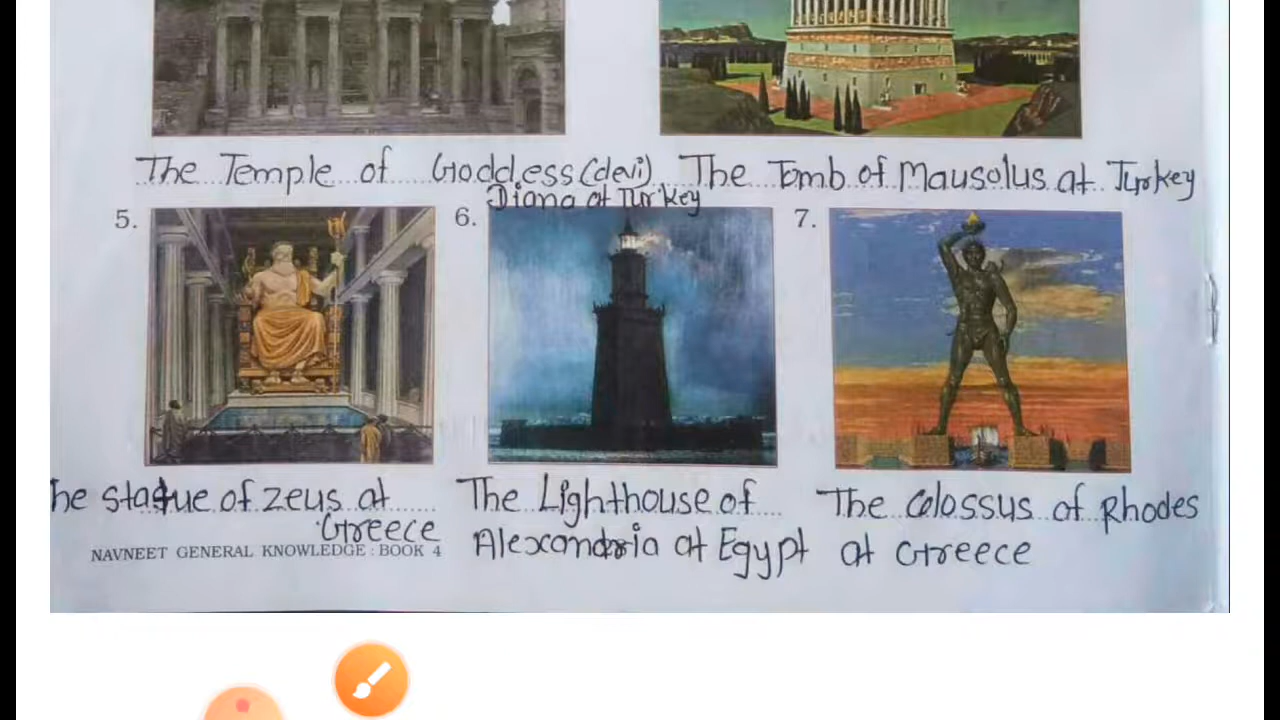 The Temple of Goddess (devi) The Tomb of Mausolus at Turkey
Diana at Turkey
5. 6. 7.
he statue of zeus at The Lighthouse of The Colossus of Rhodes
Greece
NAVNEET GENERAL KNOWLEDGE : BOOK 4 Alexandria at Egypt at Greece